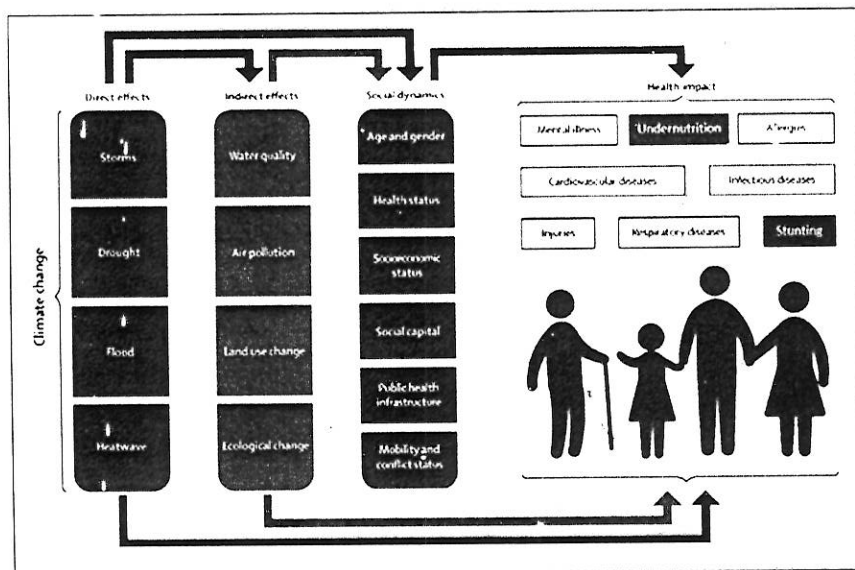 Direct effects
Indirect effects
Social dynamics
Health impact
Climate change
Storms
Drought
Flood
Heatwave
Water quality
Air pollution
Land use change
Ecological change
Age and gender
Health status
Socioeconomic
status
Social capital
Public health
infrastructure
Mobility and
conflict status
Mental illness
Undernutrition
Allergies
Cardiovascular diseases
Infectious diseases
Injuries
Respiratory diseases
Stunting